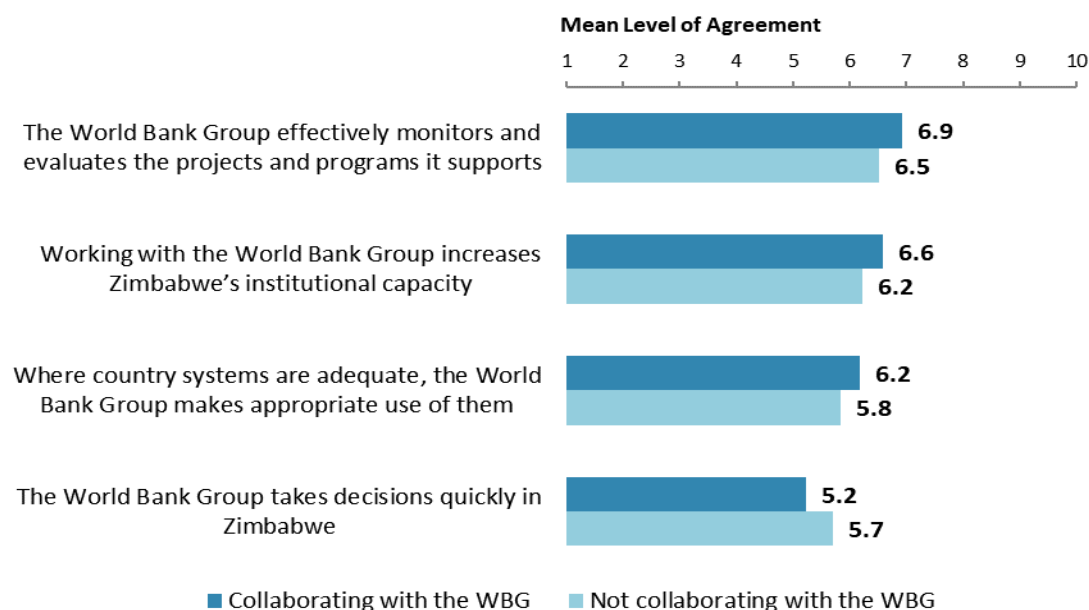 Mean Level of Agreement
1 2 3 4 5 6 7 8 9 10
The World Bank Group effectively monitors and
evaluates the projects and programs it supports
6.9
6.5
Working with the World Bank Group increases
Zimbabwe’s institutional capacity
6.6
6.2
Where country systems are adequate, the World
Bank Group makes appropriate use of them
6.2
5.8
The World Bank Group takes decisions quickly in
Zimbabwe
5.2
5.7
Collaborating with the WBG Not collaborating with the WBG